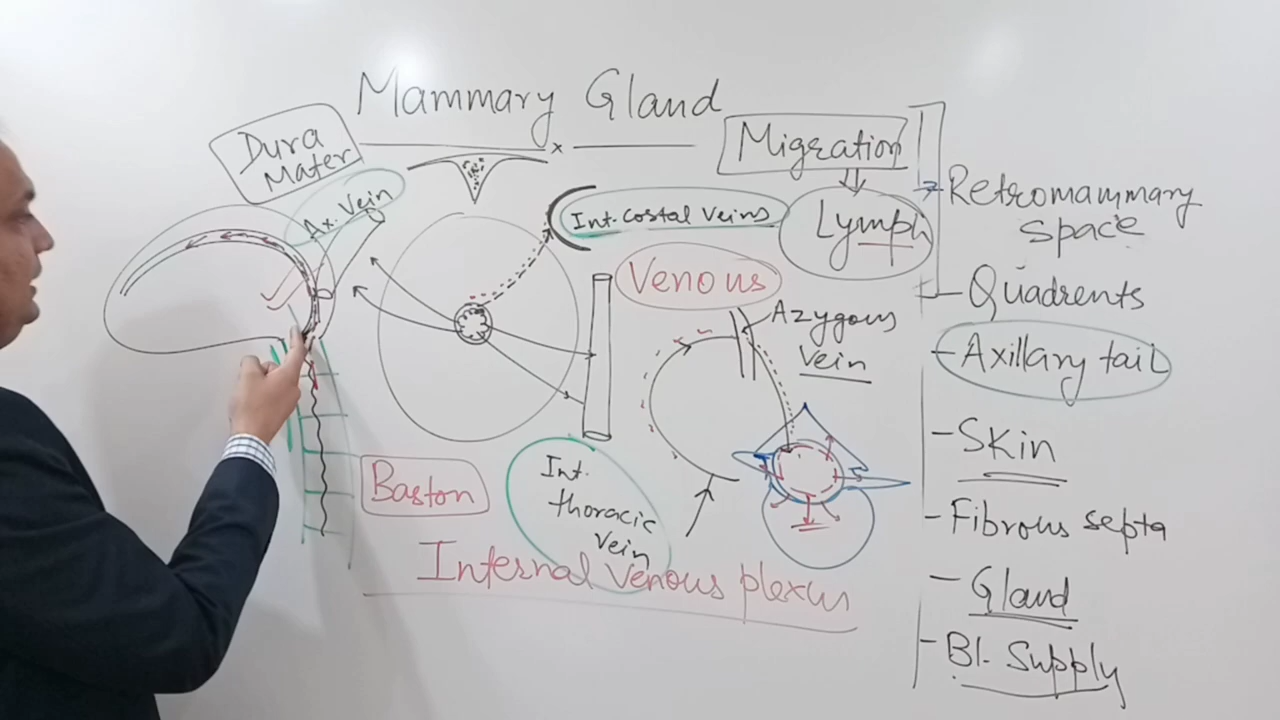 Mammary Gland
Dura
Mater
Ax. Vein
Migration
Lymph
Int. Costal Veins
Venous
Azygous
Vein
Baston
Int.
thoracic
Vein
Internal Venous plexus
Retromammary
space
- Quadrents
- Axillary tail
- Skin
- Fibrous septa
- Gland
- Bl. Supply